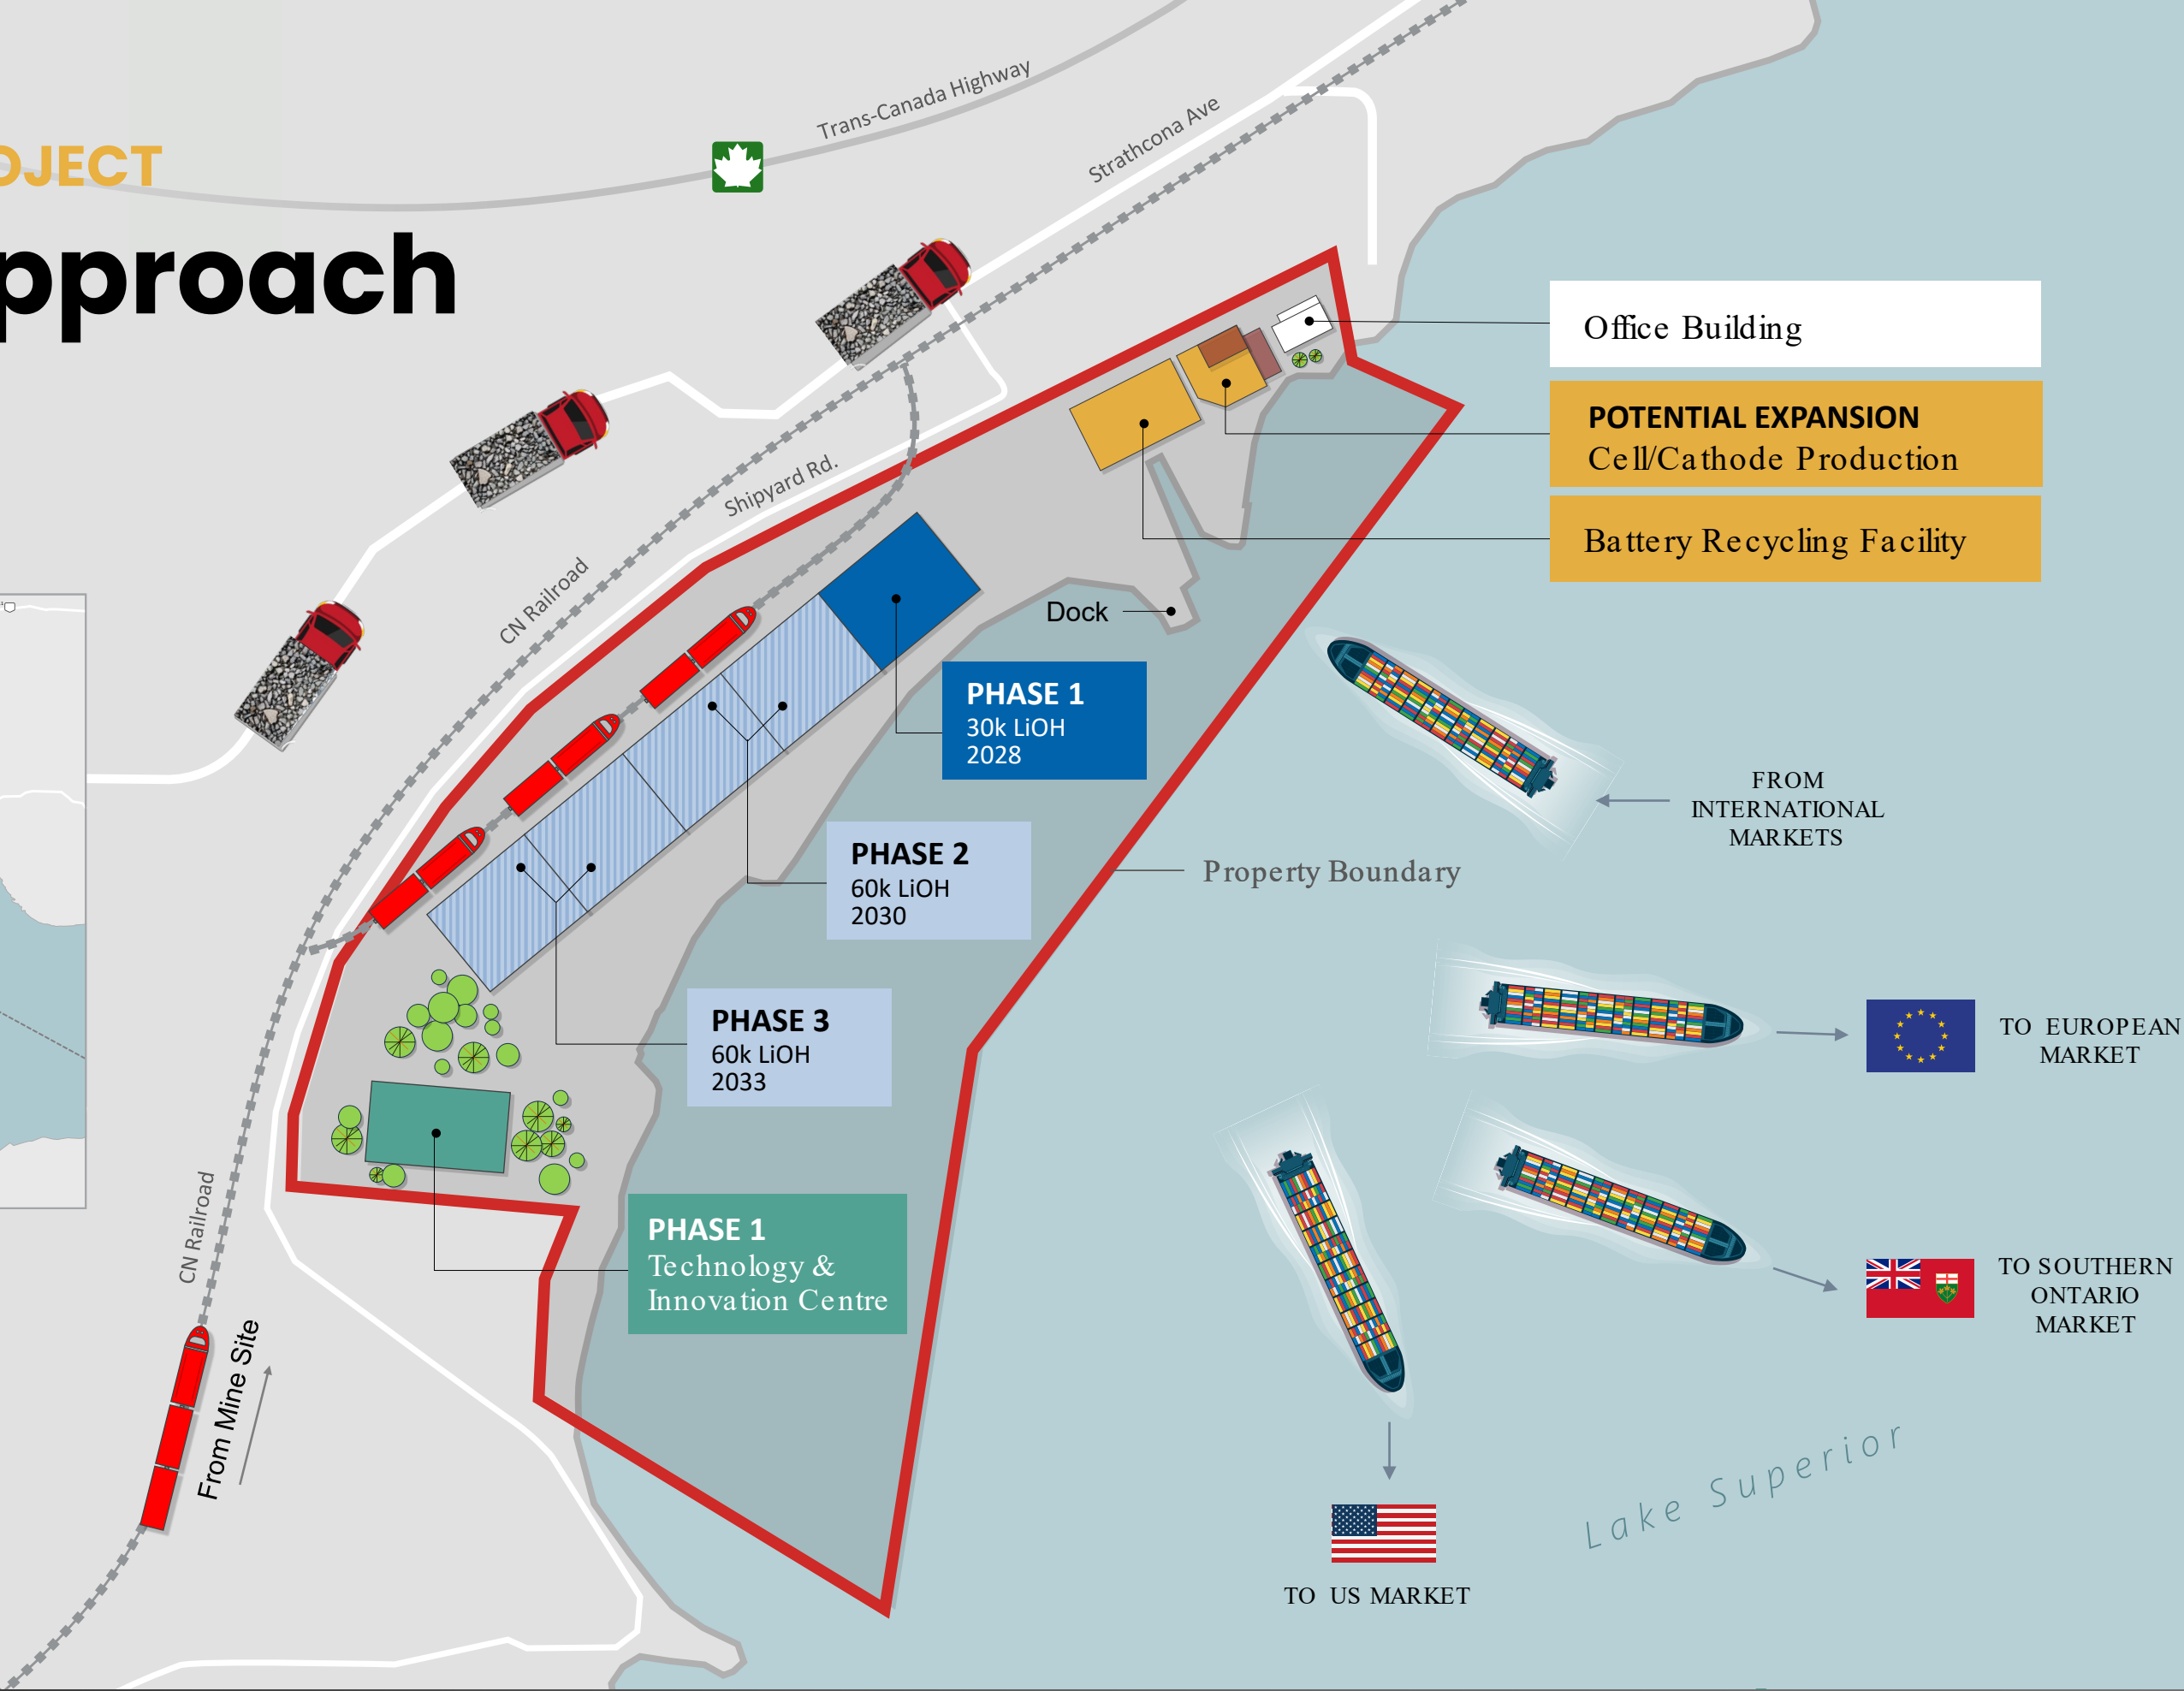 OJECT
pproach
Trans-Canada Highway
Strathcona Ave
Shipyard Rd.
CN Railroad
Office Building
POTENTIAL EXPANSION
Cell/Cathode Production
Battery Recycling Facility
Dock
PHASE 1
30k LiOH
2028
FROM
INTERNATIONAL
MARKETS
PHASE 2
60k LiOH
2030
Property Boundary
PHASE 3
60k LiOH
2033
TO EUROPEAN
MARKET
PHASE 1
Technology &
Innovation Centre
CN Railroad
From Mine Site
TO SOUTHERN
ONTARIO
MARKET
Lake Superior
TO US MARKET